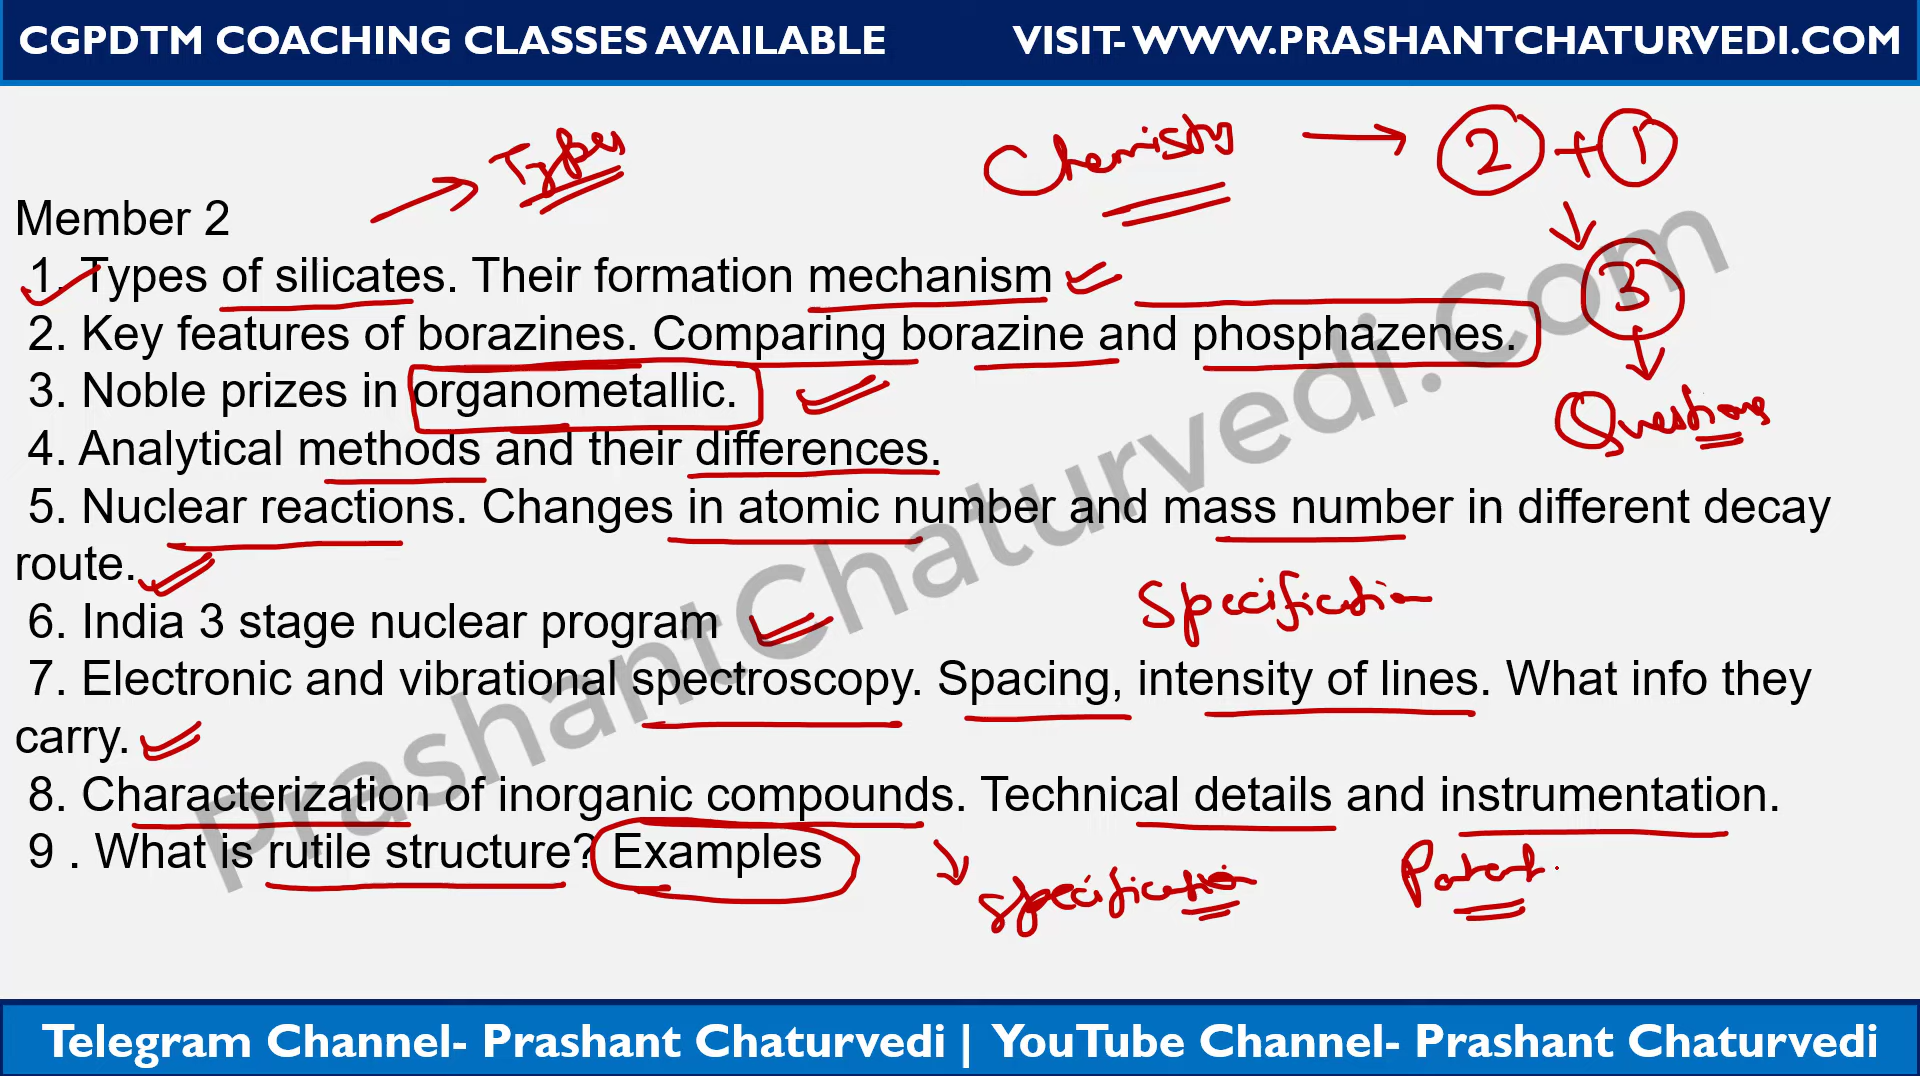 CGPDTM COACHING CLASSES AVAILABLE VISIT- WWW.PRASHANTCHATURVEDI.COM
Types
Chemistry → 2 + 1
Member 2
1. Types of silicates. Their formation mechanism
3
2. Key features of borazines. Comparing borazine and phosphazenes.
3. Noble prizes in organometallic.
Questions
4. Analytical methods and their differences.
5. Nuclear reactions. Changes in atomic number and mass number in different decay
route.
Specification
6. India 3 stage nuclear program
7. Electronic and vibrational spectroscopy. Spacing, intensity of lines. What info they
carry.
8. Characterization of inorganic compounds. Technical details and instrumentation.
9 . What is rutile structure? Examples
Specification
Patent
PrashantChaturvedi.Com
Telegram Channel- Prashant Chaturvedi | YouTube Channel- Prashant Chaturvedi